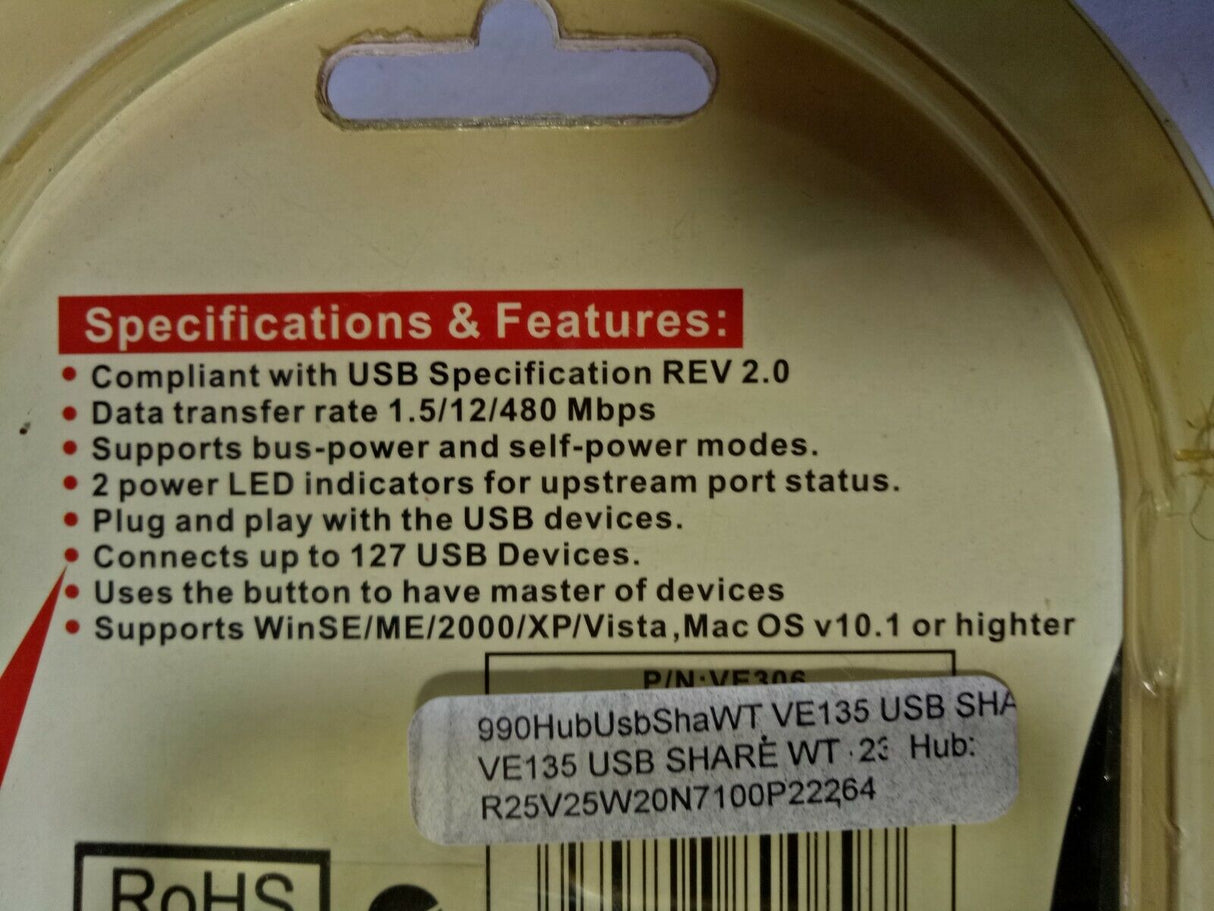 Specifications & Features:
• Compliant with USB Specification REV 2.0
• Data transfer rate 1.5/12/480 Mbps
• Supports bus-power and self-power modes.
• 2 power LED indicators for upstream port status.
• Plug and play with the USB devices.
• Connects up to 127 USB Devices.
• Uses the button to have master of devices
• Supports WinSE/ME/2000/XP/Vista,Mac OS v10.1 or highter
P/N:VE306
990HubUsbShaWT VE135 USB SHA
VE135 USB SHARE WT Hub:
R25V25W20N7100P22264
RoHS